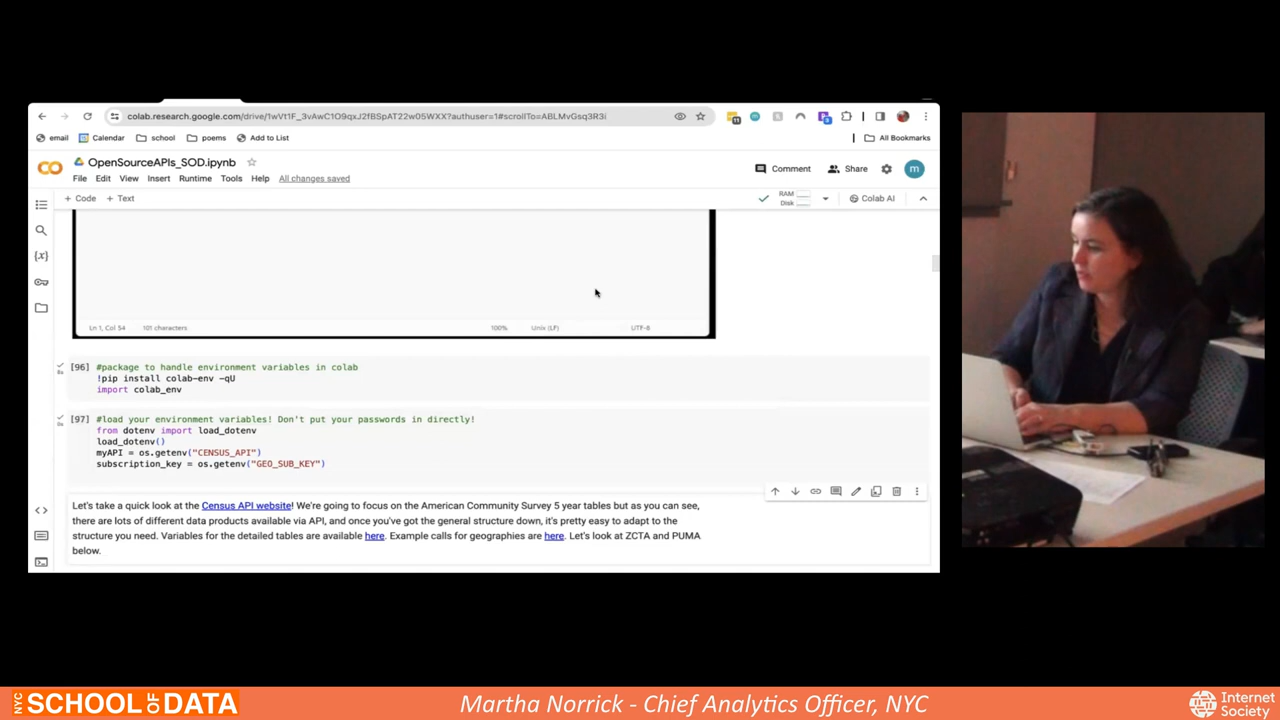 colab.research.google.com/drive/1wVt1F_3vAwC1O9qxJ2fBSpAT22w05WXX?authuser=1#scrollTo=ABLMvGsq3R3i
email Calendar school poems Add to List All Bookmarks
OpenSourceAPIs_SOD.ipynb
File Edit View Insert Runtime Tools Help All changes saved
Comment Share m
+ Code + Text RAM Disk Colab AI
Ln 1, Col 54 101 characters 100% Unix (LF) UTF-8
[96] #package to handle environment variables in colab
!pip install colab-env -qU
import colab_env
[97] #load your environment variables! Don't put your passwords in directly!
from dotenv import load_dotenv
load_dotenv()
myAPI = os.getenv("CENSUS_API")
subscription_key = os.getenv("GEO_SUB_KEY")
Let's take a quick look at the Census API website! We're going to focus on the American Community Survey 5 year tables but as you can see,
there are lots of different data products available via API, and once you've got the general structure down, it's pretty easy to adapt to the
structure you need. Variables for the detailed tables are available here. Example calls for geographies are here. Let's look at ZCTA and PUMA
below.
NYC SCHOOL OF DATA
Martha Norrick - Chief Analytics Officer, NYC
Internet
Society